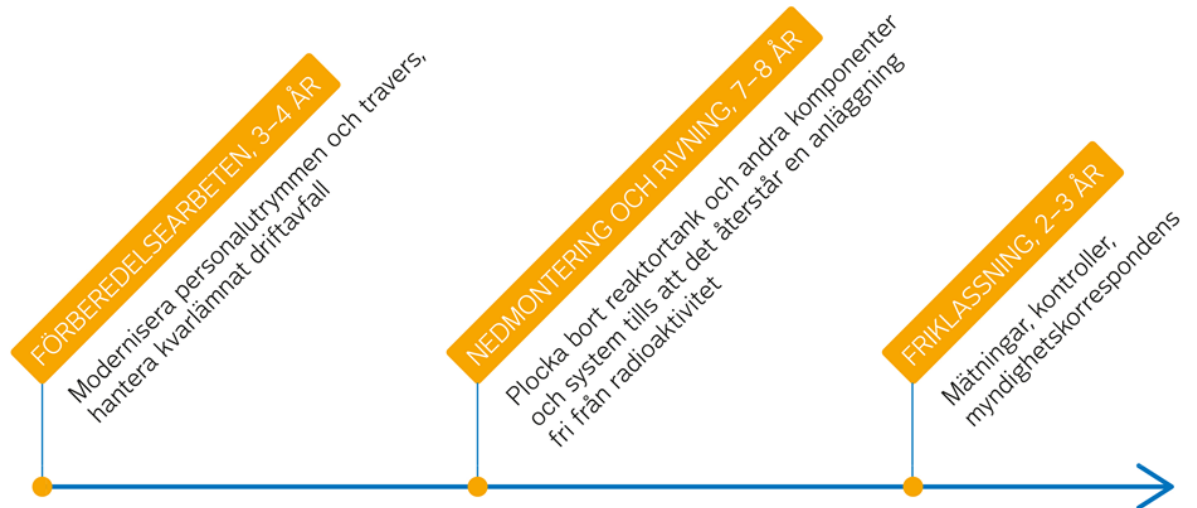 FÖRBEREDELSEARBETEN, 3–4 ÅR
Modernisera personalutrymmen och travers,
hantera kvarlämnat driftavfall
NEDMONTERING OCH RIVNING, 7–8 ÅR
Plocka bort reaktortank och andra komponenter
och system tills att det återstår en anläggning
fri från radioaktivitet
FRIKLASSNING, 2–3 ÅR
Mätningar, kontroller,
myndighetskorrespondens